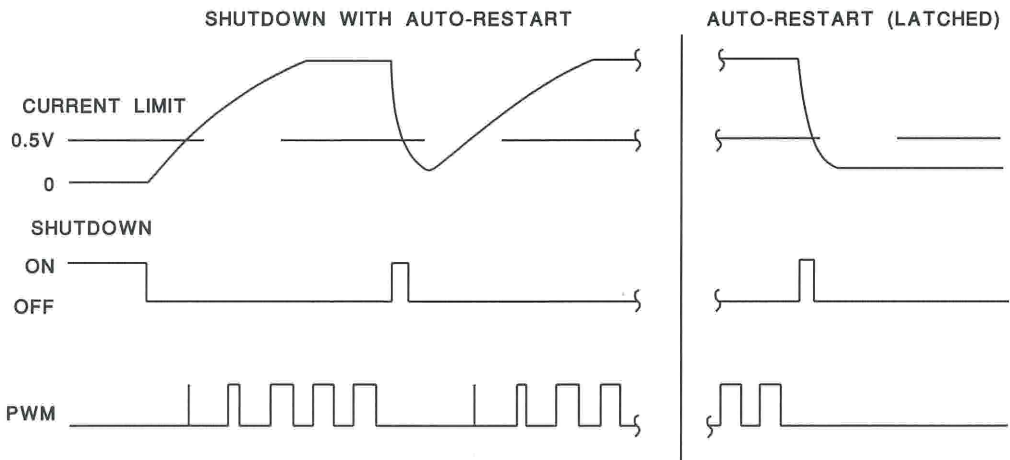 SHUTDOWN WITH AUTO-RESTART
AUTO-RESTART (LATCHED)
CURRENT LIMIT
0.5V
0
SHUTDOWN
ON
OFF
PWM